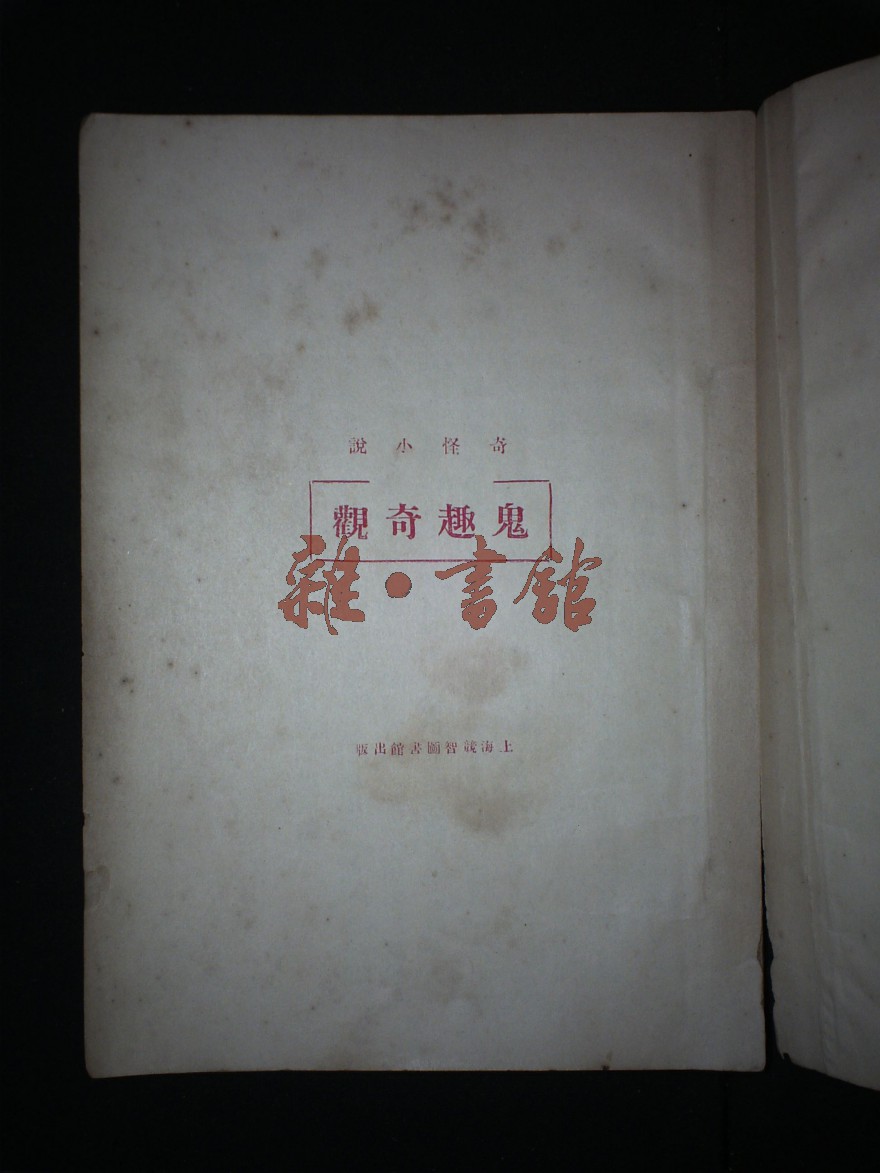 奇怪小說
鬼趣奇觀
雜·書館
上海競智圖書館出版